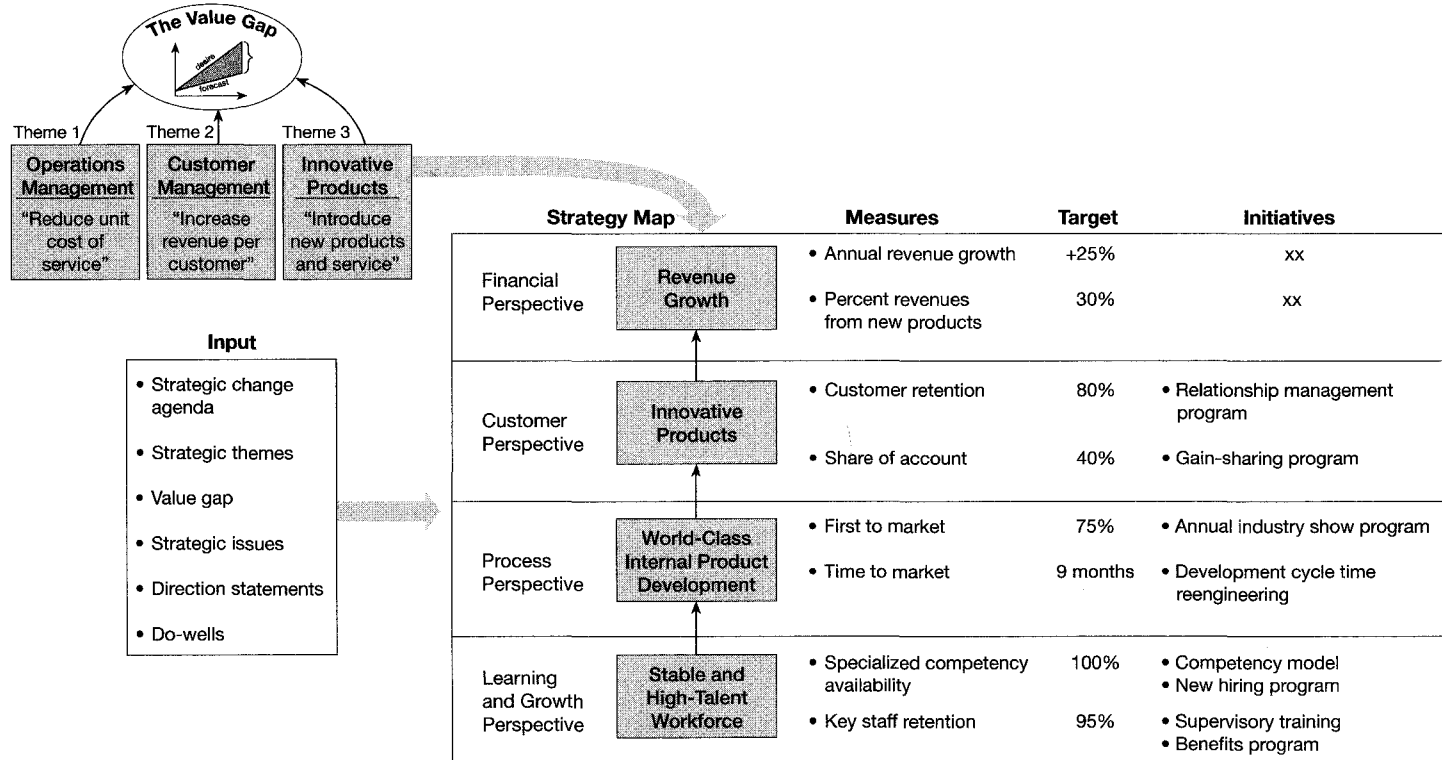 The Value Gap
desire
forecast
Theme 1
Theme 2
Theme 3
Operations
Management
"Reduce unit
cost of
service"
Customer
Management
"Increase
revenue per
customer"
Innovative
Products
"Introduce
new products
and service"
Input
• Strategic change
agenda
• Strategic themes
• Value gap
• Strategic issues
• Direction statements
• Do-wells
Strategy Map
Measures
Target
Initiatives
Financial
Perspective
Revenue
Growth
• Annual revenue growth
+25%
xx
• Percent revenues
from new products
30%
xx
Customer
Perspective
Innovative
Products
• Customer retention
80%
• Relationship management
program
• Share of account
40%
• Gain-sharing program
Process
Perspective
World-Class
Internal Product
Development
• First to market
75%
• Annual industry show program
• Time to market
9 months
• Development cycle time
reengineering
Learning
and Growth
Perspective
Stable and
High-Talent
Workforce
• Specialized competency
availability
100%
• Competency model
• New hiring program
• Key staff retention
95%
• Supervisory training
• Benefits program